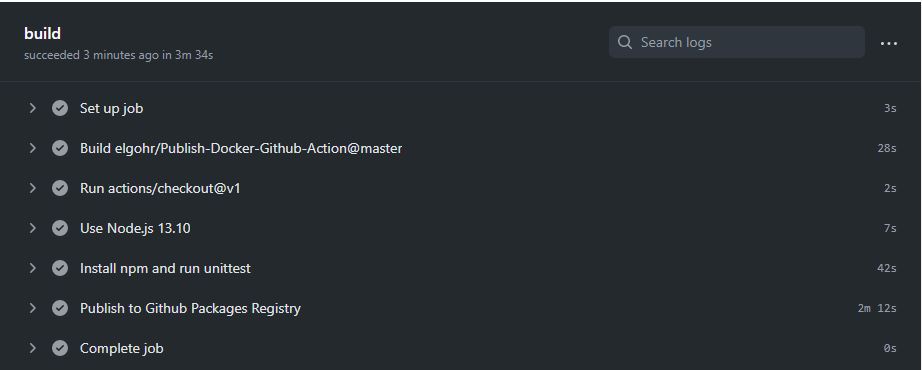 build
succeeded 3 minutes ago in 3m 34s
Search logs
Set up job 3s
Build elgohr/Publish-Docker-Github-Action@master 28s
Run actions/checkout@v1 2s
Use Node.js 13.10 7s
Install npm and run unittest 42s
Publish to Github Packages Registry 2m 12s
Complete job 0s